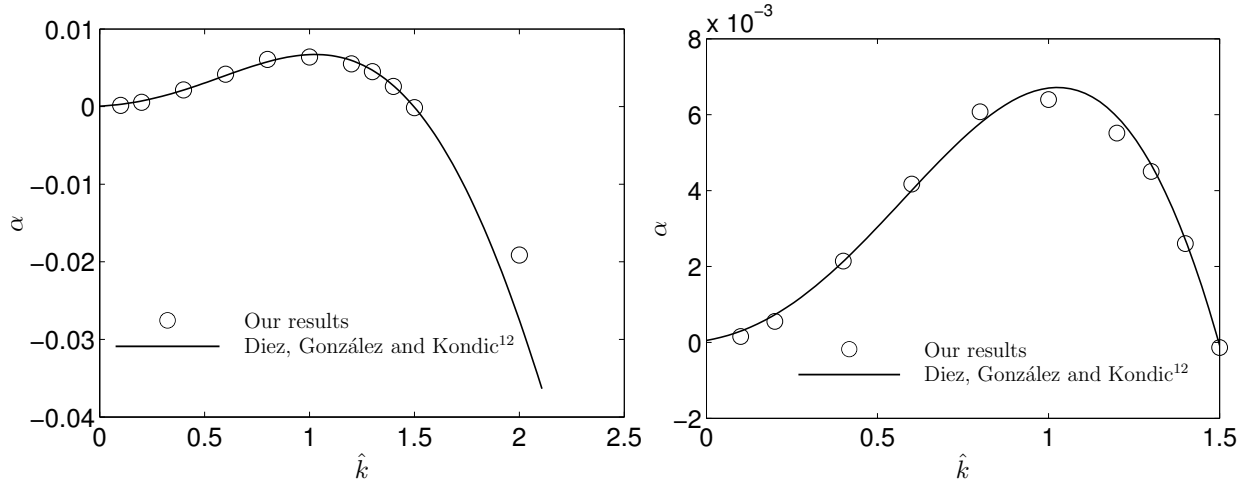 0.01
0
−0.01
−0.02
−0.03
−0.04
α
0 0.5 1 1.5 2 2.5
k̂
Our results
Diez, González and Kondic¹²
x 10⁻³
8
6
4
2
0
−2
α
0 0.5 1 1.5
k̂
Our results
Diez, González and Kondic¹²